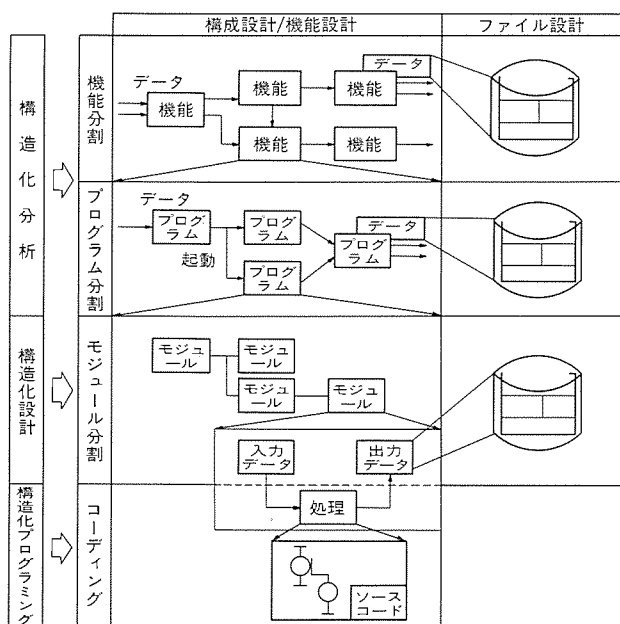 構成設計/機能設計
ファイル設計
構造化分析
機能分割
データ
機能
機能
機能
データ
機能
機能
プログラム分割
データ
プログラム
起動
プログラム
プログラム
データ
プログラム
構造化設計
モジュール分割
モジュール
モジュール
モジュール
モジュール
入力データ
出力データ
構造化プログラミング
コーディング
処理
ソースコード